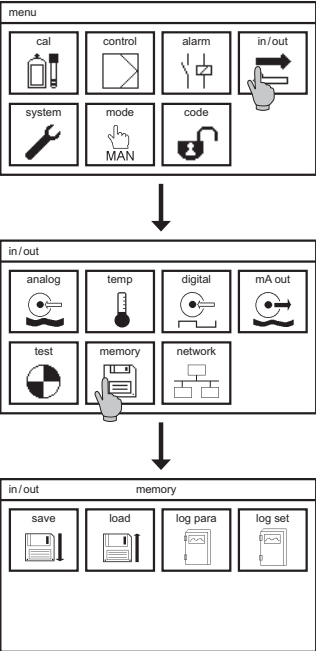 menu
cal control alarm in/out
system mode code
MAN
in/out
analog temp digital mA out
test memory network
in/out memory
save load log para log set